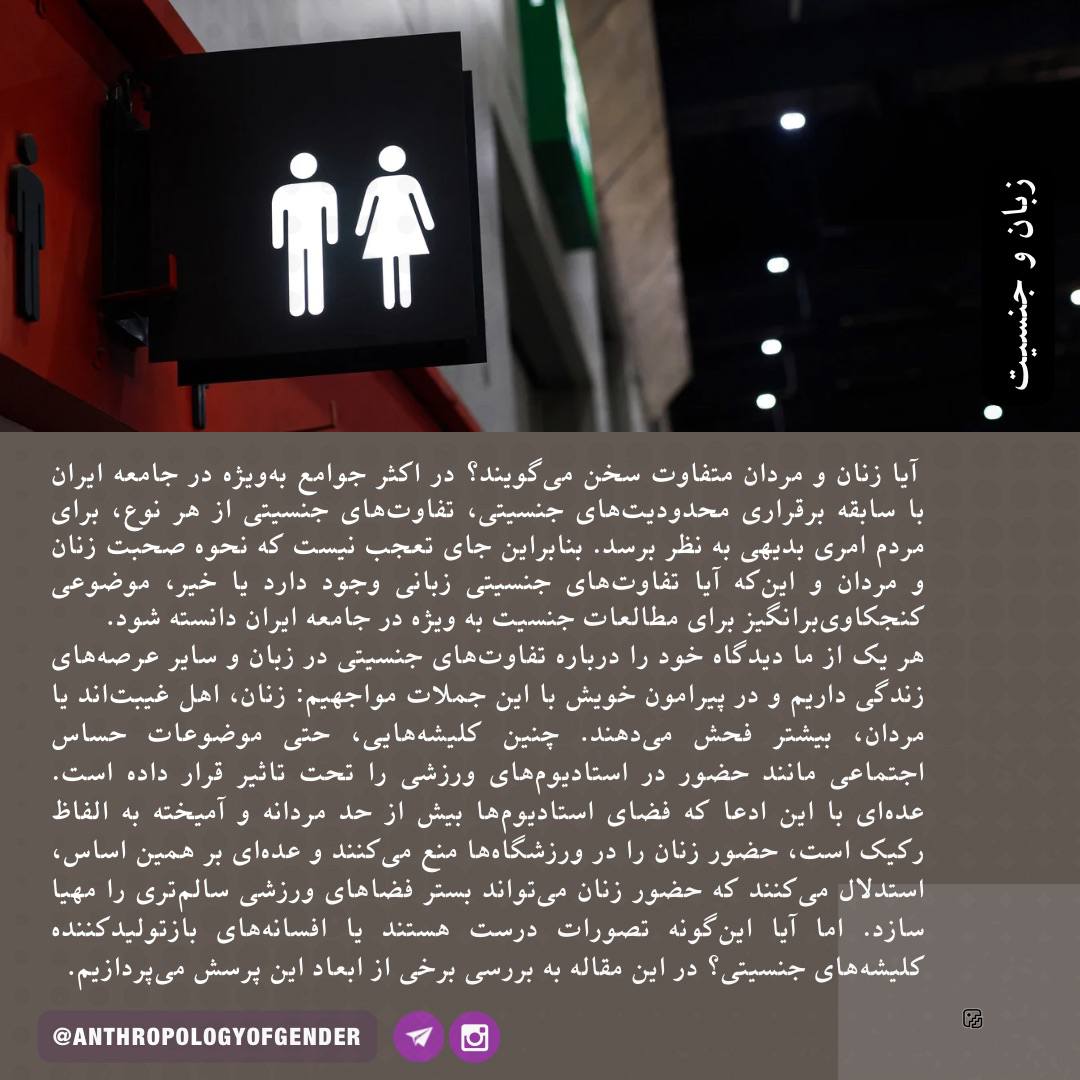 زبان و جنسیت
آیا زنان و مردان متفاوت سخن می‌گویند؟ در اکثر جوامع به‌ویژه در جامعه ایران
با سابقه برقراری محدودیت‌های جنسیتی، تفاوت‌های جنسیتی از هر نوع، برای
مردم امری بدیهی به نظر برسد. بنابراین جای تعجب نیست که نحوه صحبت زنان
و مردان و این‌که آیا تفاوت‌های جنسیتی زبانی وجود دارد یا خیر، موضوعی
کنجکاوی‌برانگیز برای مطالعات جنسیت به ویژه در جامعه ایران دانسته شود.
هر یک از ما دیدگاه خود را درباره تفاوت‌های جنسیتی در زبان و سایر عرصه‌های
زندگی داریم و در پیرامون خویش با این جملات مواجهیم: زنان، اهل غیبت‌اند یا
مردان، بیشتر فحش می‌دهند. چنین کلیشه‌هایی، حتی موضوعات حساس
اجتماعی مانند حضور در استادیوم‌های ورزشی را تحت تاثیر قرار داده است.
عده‌ای با این ادعا که فضای استادیوم‌ها بیش از حد مردانه و آمیخته به الفاظ
رکیک است، حضور زنان را در ورزشگاه‌ها منع می‌کنند و عده‌ای بر همین اساس،
استدلال می‌کنند که حضور زنان می‌تواند بستر فضاهای ورزشی سالم‌تری را مهیا
سازد. اما آیا این‌گونه تصورات درست هستند یا افسانه‌های بازتولیدکننده
کلیشه‌های جنسیتی؟ در این مقاله به بررسی برخی از ابعاد این پرسش می‌پردازیم.
@ANTHROPOLOGYOFGENDER